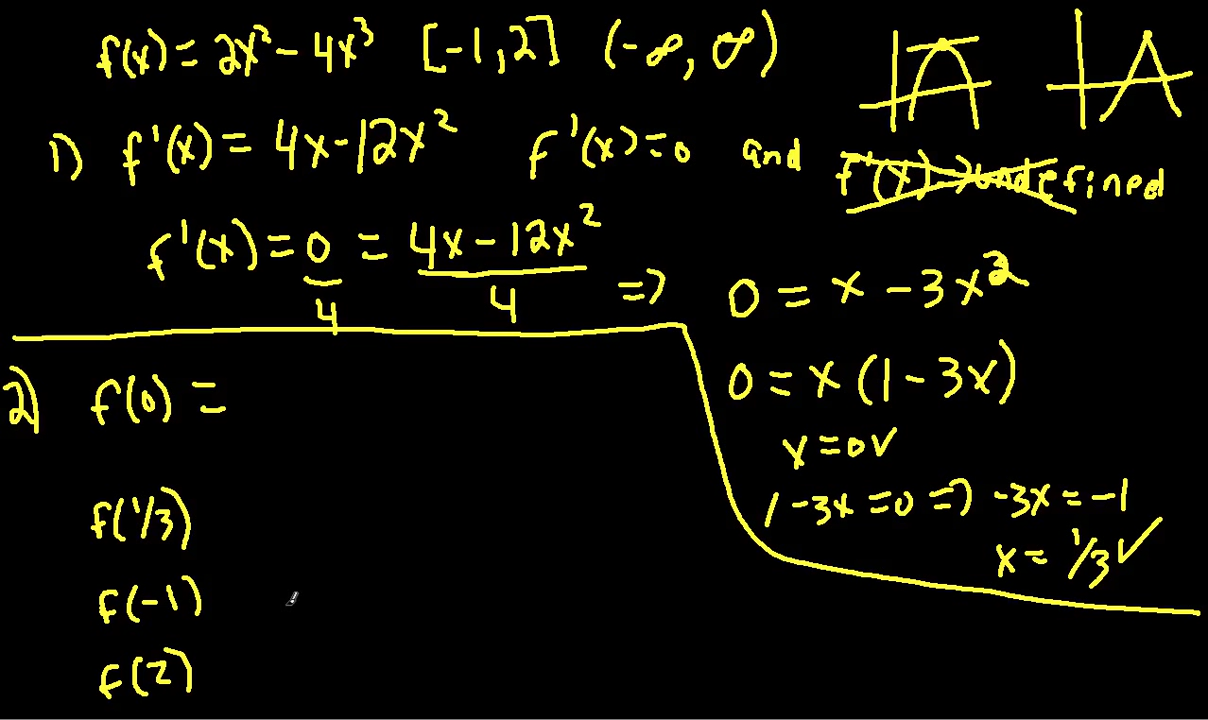 f(x) = 2x² - 4x³ [-1,2] (-∞, ∞)
1) f'(x) = 4x - 12x² f'(x) = 0 and f'(x) undefined
f'(x) = 0/4 = (4x - 12x²)/4 => 0 = x - 3x²
0 = x(1 - 3x)
x = 0 ✓
1 - 3x = 0 => -3x = -1
x = 1/3 ✓
2) f(0) =
f(1/3)
f(-1)
f(2)